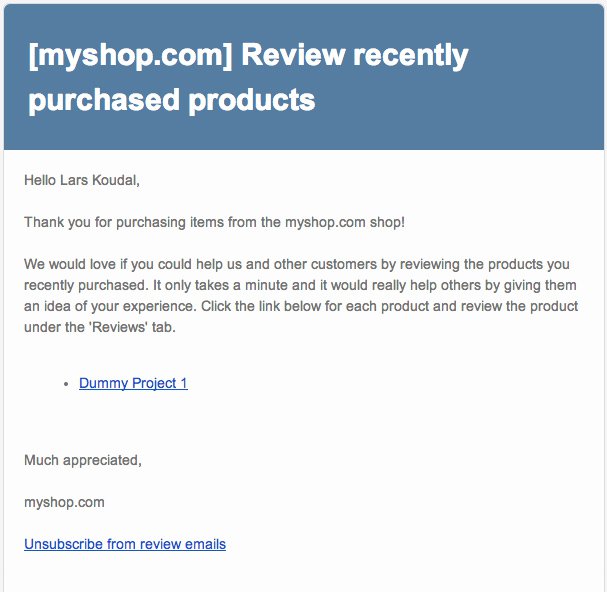 [myshop.com] Review recently
purchased products
Hello Lars Koudal,
Thank you for purchasing items from the myshop.com shop!
We would love if you could help us and other customers by reviewing the products you
recently purchased. It only takes a minute and it would really help others by giving them
an idea of your experience. Click the link below for each product and review the product
under the 'Reviews' tab.
• Dummy Project 1
Much appreciated,
myshop.com
Unsubscribe from review emails